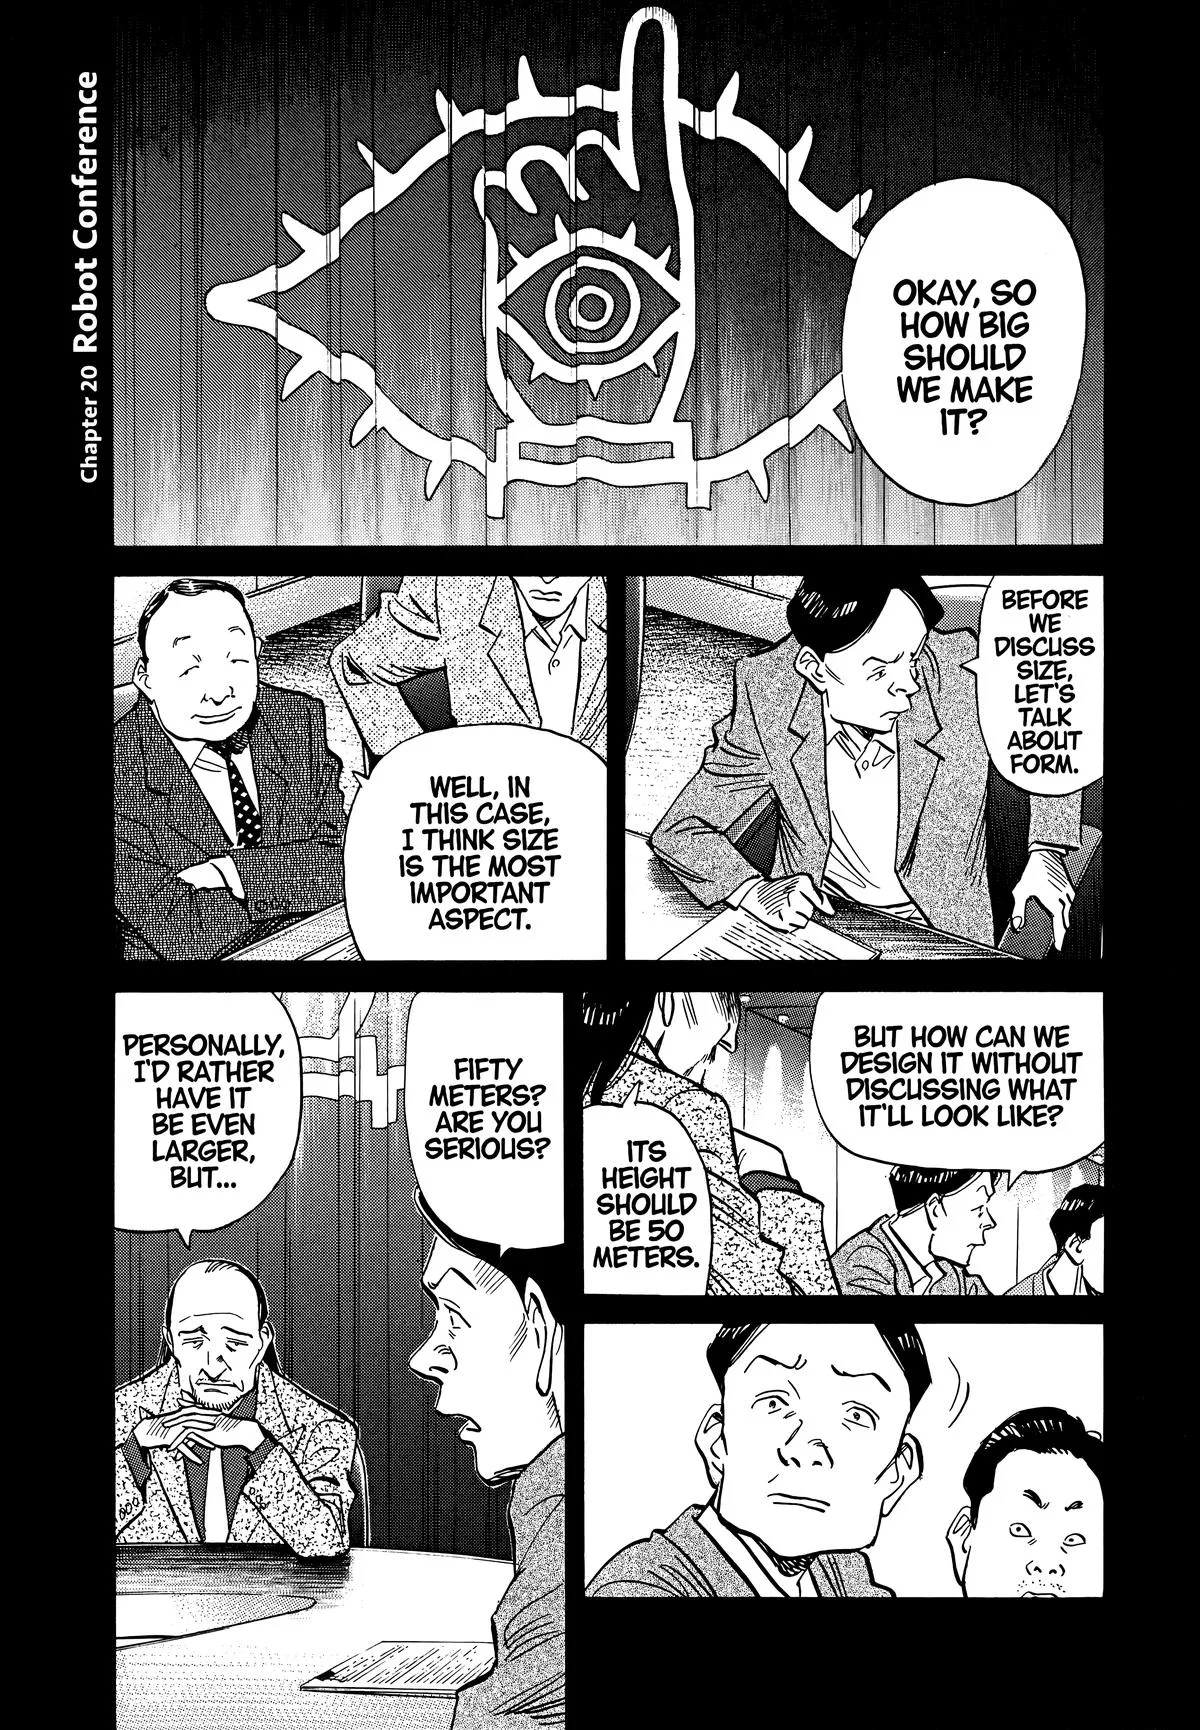 Chapter 20 Robot Conference
OKAY, SO
HOW BIG
SHOULD
WE MAKE
IT?
BEFORE
WE
DISCUSS
SIZE,
LET'S
TALK
ABOUT
FORM.
WELL, IN
THIS CASE,
I THINK SIZE
IS THE MOST
IMPORTANT
ASPECT.
BUT HOW CAN WE
DESIGN IT WITHOUT
DISCUSSING WHAT
IT'LL LOOK LIKE?
ITS
HEIGHT
SHOULD
BE 50
METERS.
FIFTY
METERS?
ARE YOU
SERIOUS?
PERSONALLY,
I'D RATHER
HAVE IT
BE EVEN
LARGER,
BUT...